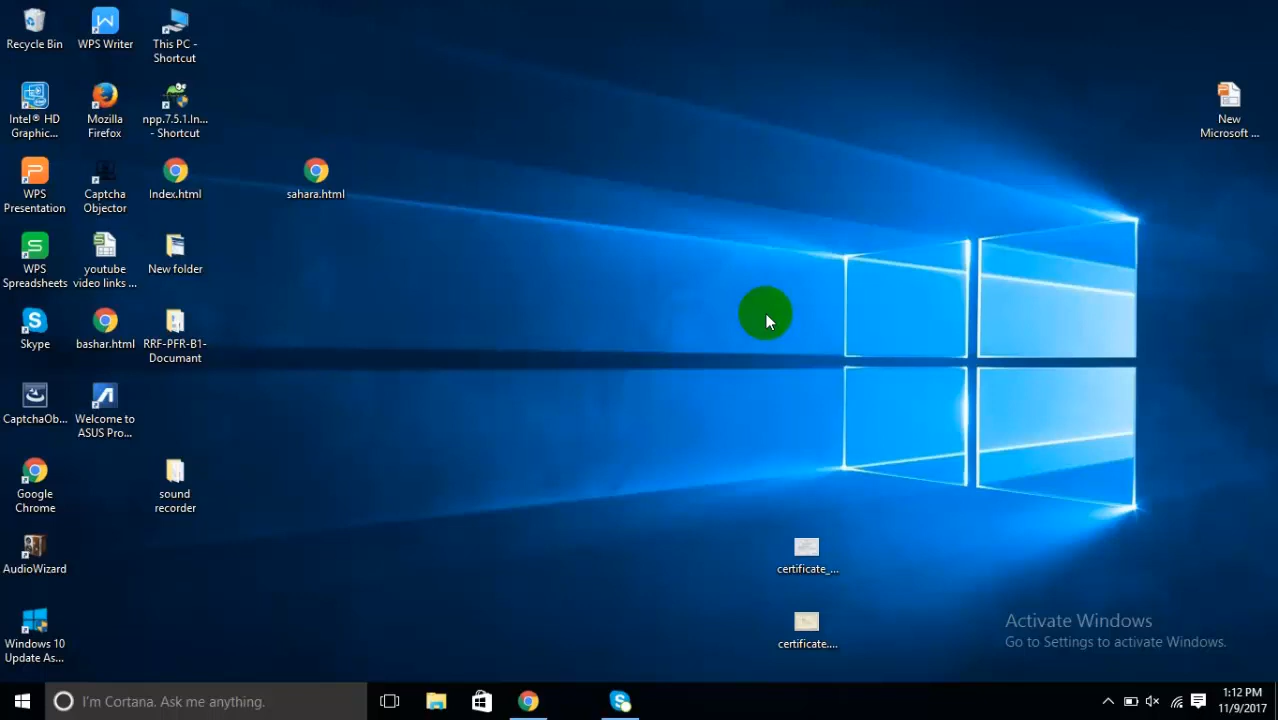 Recycle Bin
WPS Writer
This PC -
Shortcut
Intel® HD
Graphic...
Mozilla
Firefox
npp.7.5.1.In...
- Shortcut
New
Microsoft ...
WPS
Presentation
Captcha
Objector
Index.html
sahara.html
WPS
Spreadsheets
youtube
video links ...
New folder
Skype
bashar.html
RRF-PFR-B1-
Documant
CaptchaOb...
Welcome to
ASUS Pro...
Google
Chrome
sound
recorder
AudioWizard
certificate_...
Windows 10
Update As...
certificate....
Activate Windows
Go to Settings to activate Windows.
I'm Cortana. Ask me anything.
1:12 PM
11/9/2017